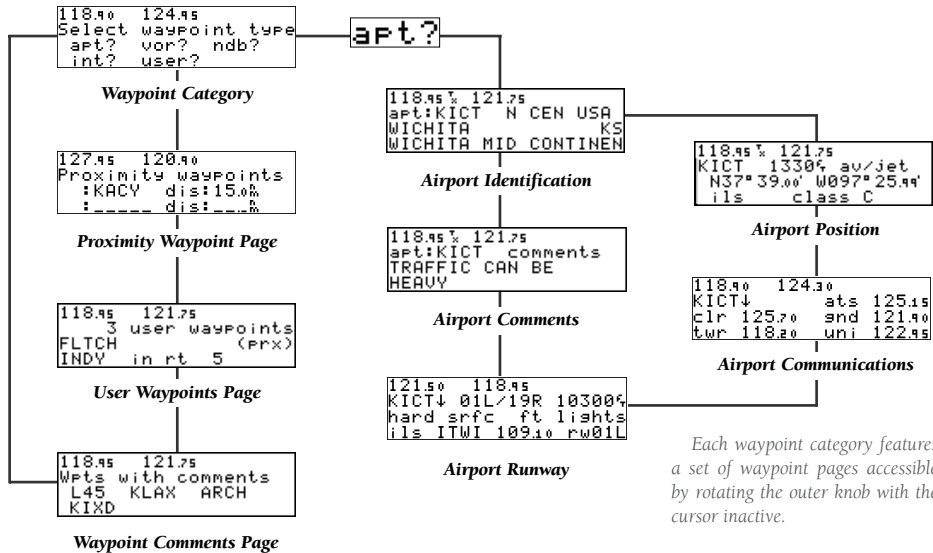 118.90 124.95
Select waypoint type
apt? vor? ndb?
int? user?
Waypoint Category
apt?
127.95 120.90
Proximity waypoints
:KACY dis:15.0nm
:_____ dis:__._nm
Proximity Waypoint Page
118.95 121.75
3 user waypoints
FLTCH (prx)
INDY in rt 5
User Waypoints Page
118.95 121.75
Wpts with comments
L45 KLAX ARCH
KIXD
Waypoint Comments Page
118.95 Tx 121.75
apt:KICT N CEN USA
WICHITA KS
WICHITA MID CONTINEN
Airport Identification
118.95 Tx 121.75
apt:KICT comments
TRAFFIC CAN BE
HEAVY
Airport Comments
121.50 118.95
KICT↓ 01L/19R 10300ft
hard srfc ft lights
ils ITWI 109.10 rw01L
Airport Runway
118.95 Tx 121.75
KICT 1330ft av/jet
N37°39.00' W097°25.99'
ils class C
Airport Position
118.90 124.30
KICT↓ ats 125.15
clr 125.70 gnd 121.90
twr 118.20 uni 122.95
Airport Communications
Each waypoint category features
a set of waypoint pages accessible
by rotating the outer knob with the
cursor inactive.